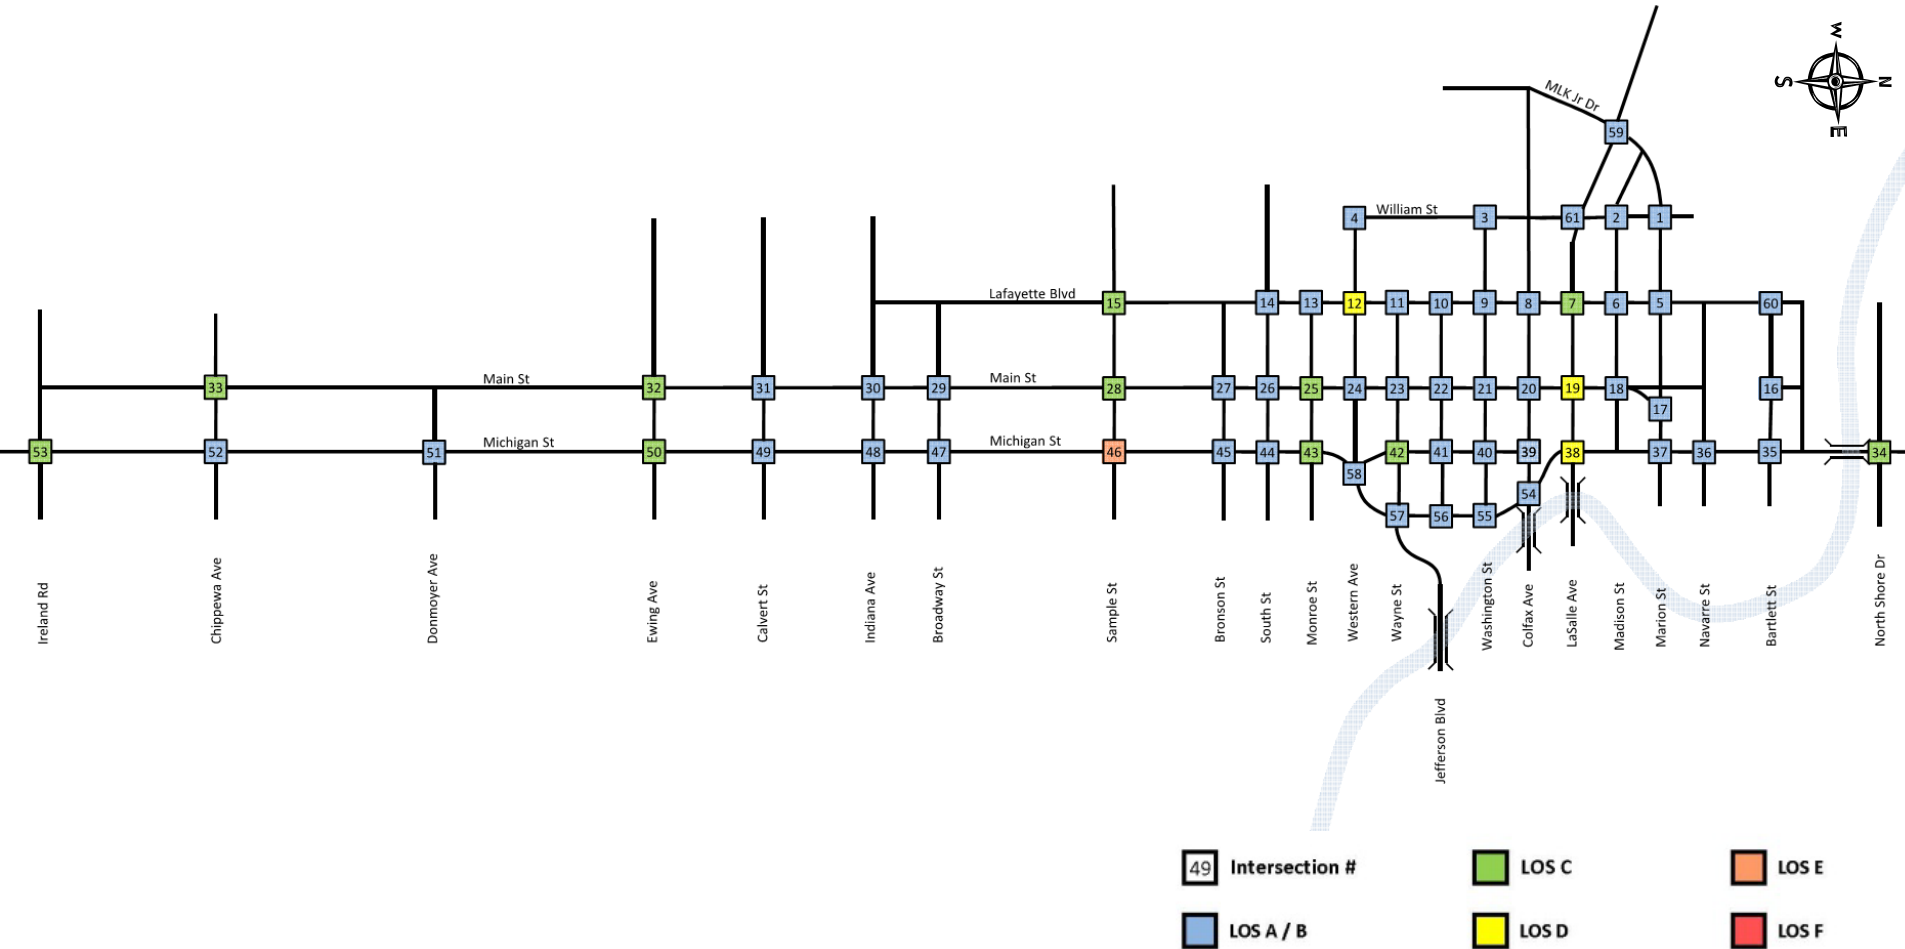 W
S N
E
MLK Jr Dr
59
William St
4 3 61 2 1
Lafayette Blvd
15 14 13 12 11 10 9 8 7 6 5 60
Main St Main St
33 32 31 30 29 28 27 26 25 24 23 22 21 20 19 18 16
17
Michigan St Michigan St
53 52 51 50 49 48 47 46 45 44 43 42 41 40 39 38 37 36 35 34
58
54
57 56 55
Ireland Rd
Chippewa Ave
Donmoyer Ave
Ewing Ave
Calvert St
Indiana Ave
Broadway St
Sample St
Bronson St
South St
Monroe St
Western Ave
Wayne St
Jefferson Blvd
Washington St
Colfax Ave
LaSalle Ave
Madison St
Marion St
Navarre St
Bartlett St
North Shore Dr
49 Intersection # LOS C LOS E
LOS A / B LOS D LOS F